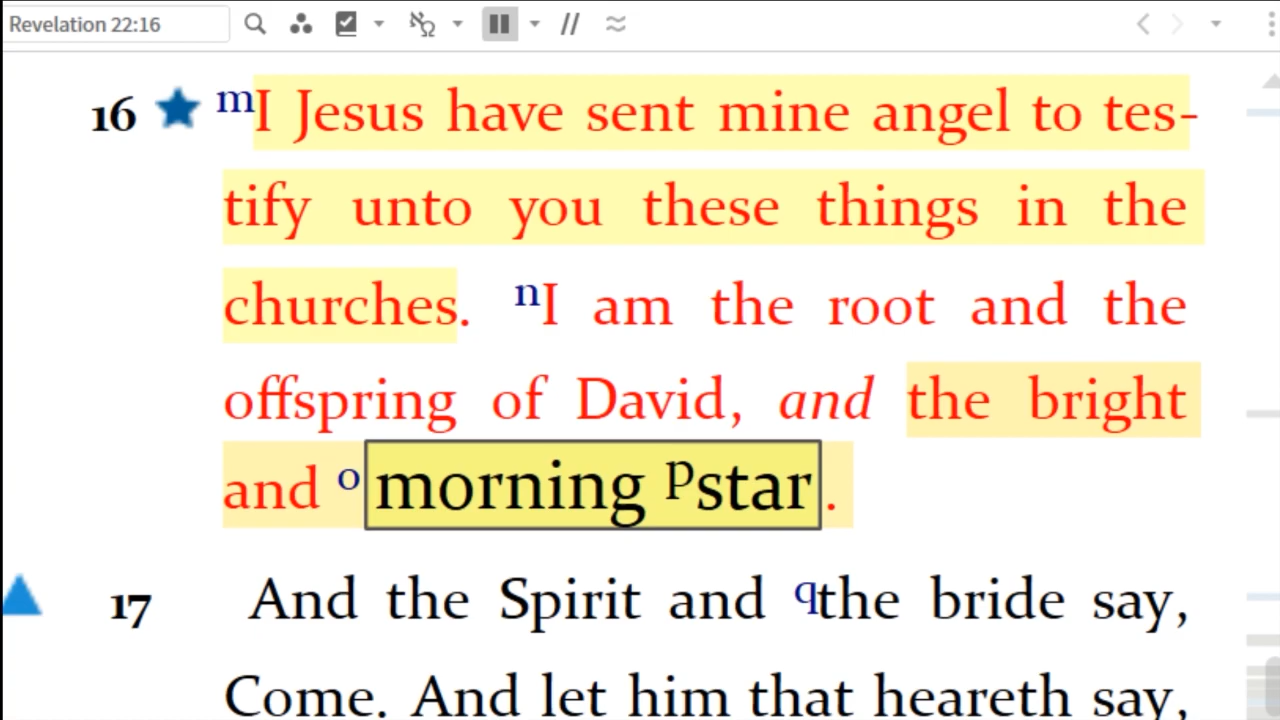 Revelation 22:16
16 mI Jesus have sent mine angel to tes-
tify unto you these things in the
churches. nI am the root and the
offspring of David, and the bright
and o morning pstar.
17 And the Spirit and qthe bride say,
Come. And let him that heareth say,